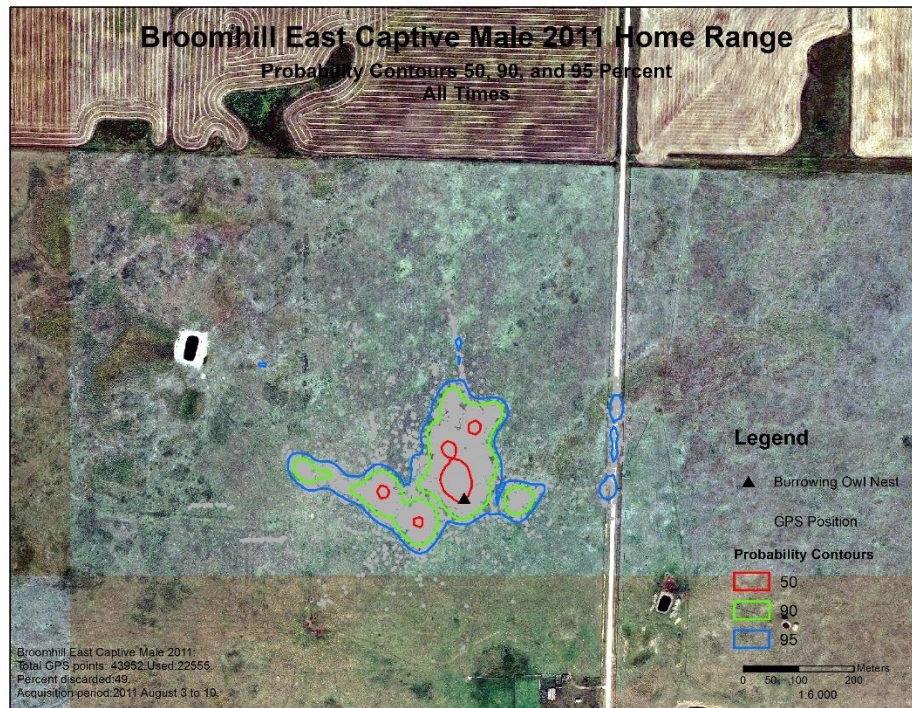 Broomhill East Captive Male 2011 Home Range
Probability Contours 50, 90, and 95 Percent
All Times
Legend
Burrowing Owl Nest
GPS Position
Probability Contours
50
90
95
Broomhill East Captive Male 2011:
Total GPS points: 43952.Used:22555.
Percent discarded:49.
Acquisition period:2011 August 3 to 10.
Meters
0 50 100 200
1:6,000